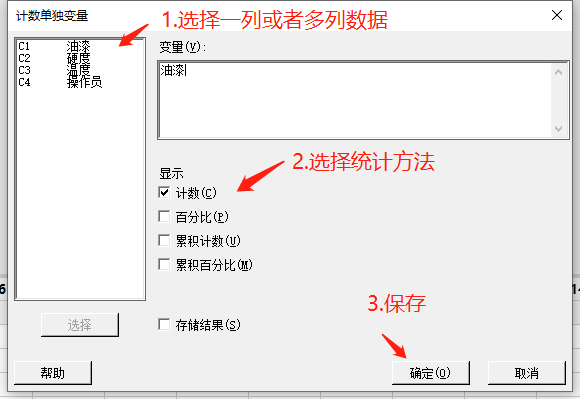 计数单独变量
1.选择一列或者多列数据
C1 油漆
C2 硬度
C3 温度
C4 操作员
变量(V):
油漆
2.选择统计方法
显示
计数(C)
百分比(P)
累积计数(U)
累积百分比(M)
6
14
3.保存
选择
存储结果(S)
帮助
确定(O)
取消